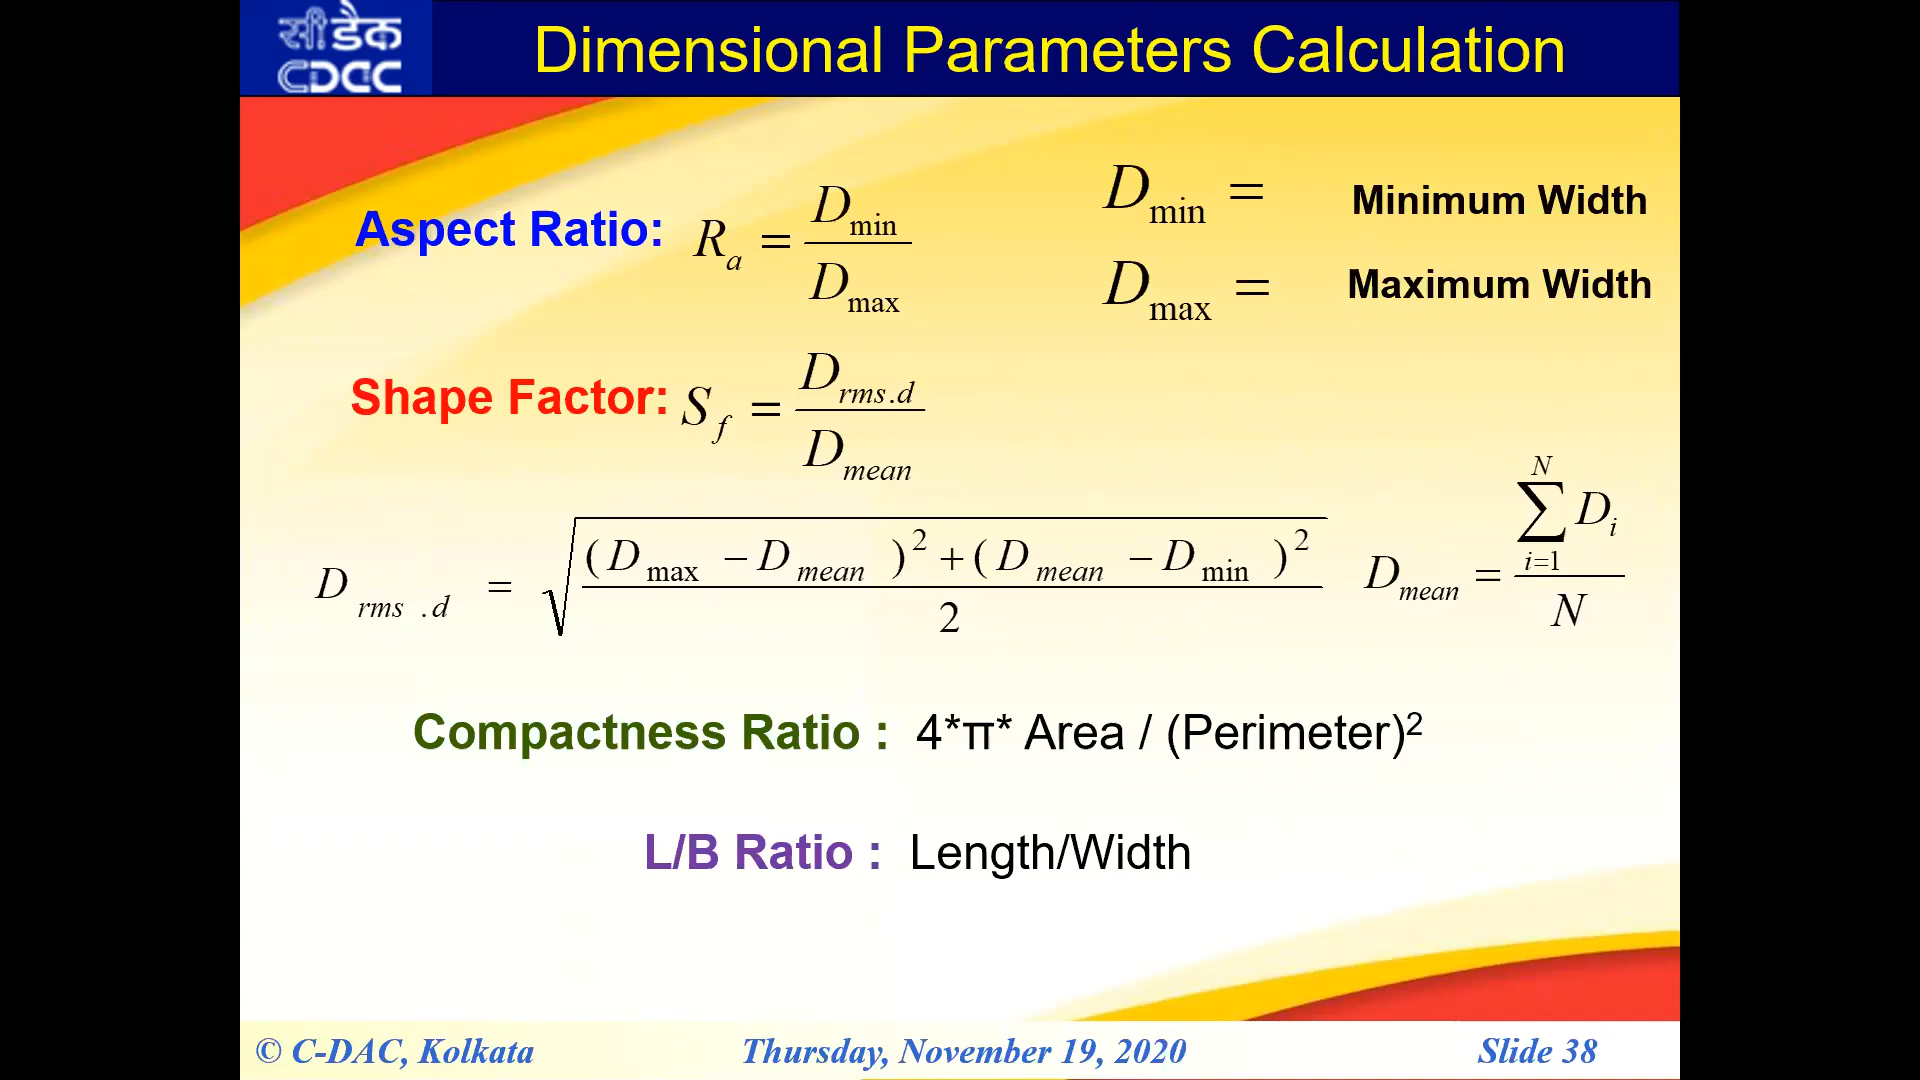 सीडैक
CDAC
Dimensional Parameters Calculation
Aspect Ratio: R_a = D_min / D_max
D_min = Minimum Width
D_max = Maximum Width
Shape Factor: S_f = D_rms.d / D_mean
D_rms.d = √(((D_max − D_mean)² + (D_mean − D_min)²) / 2)
D_mean = (∑_{i=1}^{N} D_i) / N
Compactness Ratio : 4*π* Area / (Perimeter)²
L/B Ratio : Length/Width
© C-DAC, Kolkata
Thursday, November 19, 2020
Slide 38